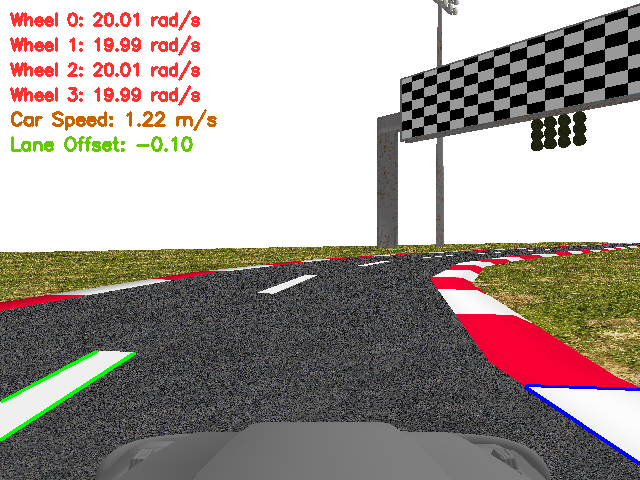 Wheel 0: 20.01 rad/s
Wheel 1: 19.99 rad/s
Wheel 2: 20.01 rad/s
Wheel 3: 19.99 rad/s
Car Speed: 1.22 m/s
Lane Offset: -0.10